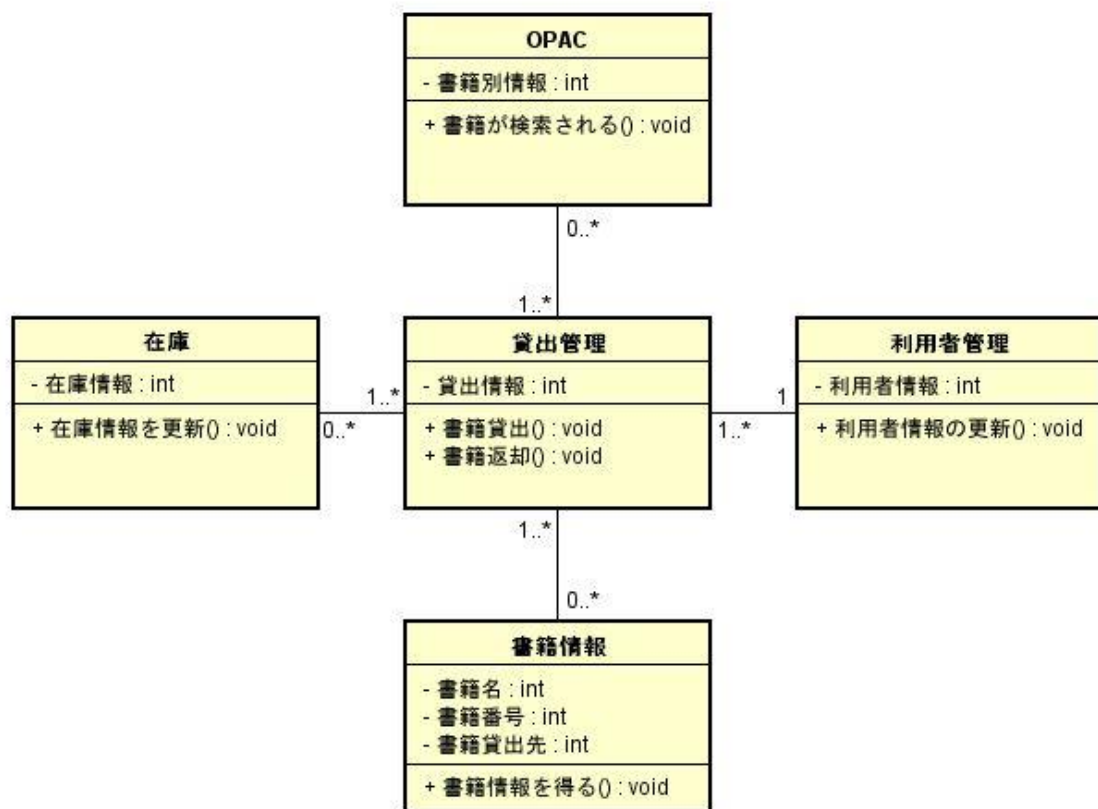 OPAC
- 書籍別情報 : int
+ 書籍が検索される() : void
0..*
1..*
在庫
- 在庫情報 : int
+ 在庫情報を更新() : void
1..*
0..*
貸出管理
- 貸出情報 : int
+ 書籍貸出() : void
+ 書籍返却() : void
1
1..*
利用者管理
- 利用者情報 : int
+ 利用者情報の更新() : void
1..*
0..*
書籍情報
- 書籍名 : int
- 書籍番号 : int
- 書籍貸出先 : int
+ 書籍情報を得る() : void